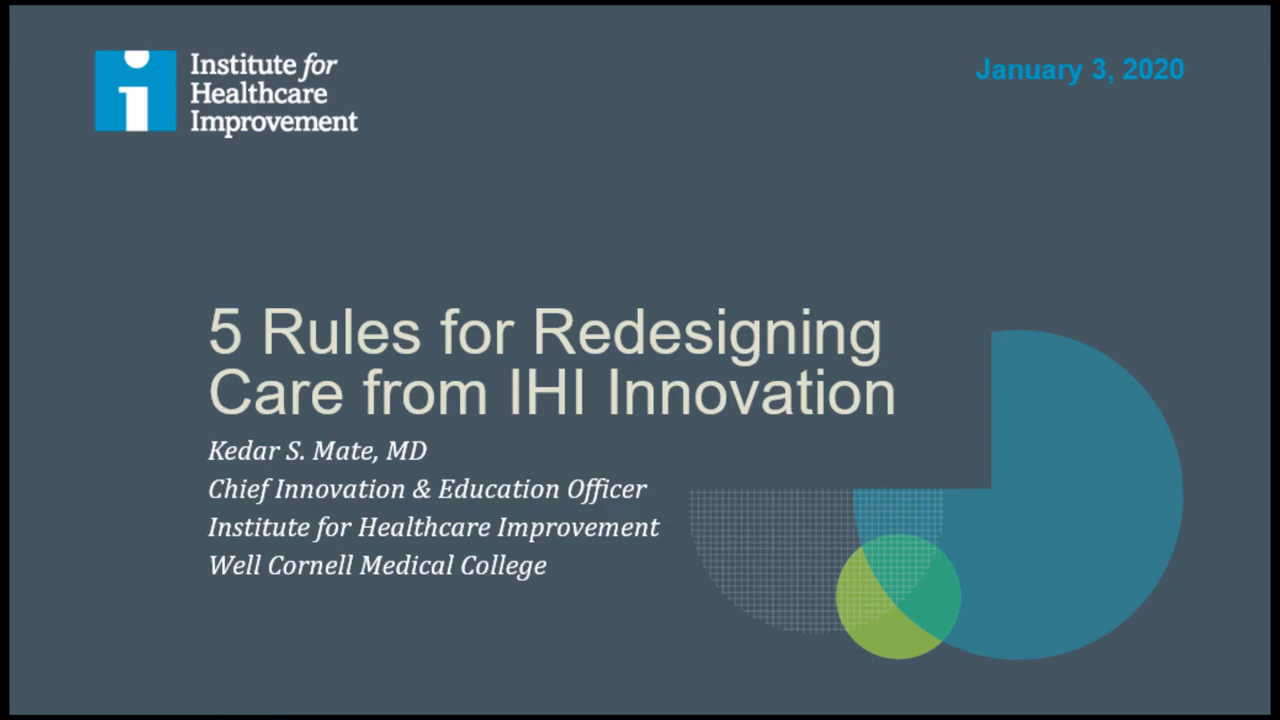 Institute for
Healthcare
Improvement
January 3, 2020
5 Rules for Redesigning
Care from IHI Innovation
Kedar S. Mate, MD
Chief Innovation & Education Officer
Institute for Healthcare Improvement
Well Cornell Medical College